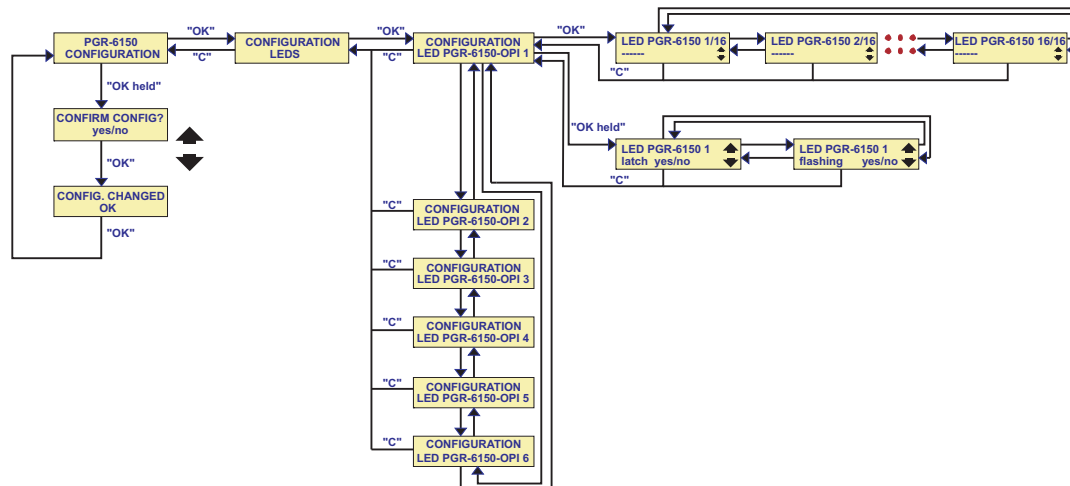 PGR-6150
CONFIGURATION
"OK"
"C"
CONFIGURATION
LEDS
"OK"
"C"
CONFIGURATION
LED PGR-6150-OPI 1
"OK"
LED PGR-6150 1/16
------
LED PGR-6150 2/16
------
LED PGR-6150 16/16
------
"C"
"OK held"
CONFIRM CONFIG?
yes/no
"OK"
CONFIG. CHANGED
OK
"OK"
"OK held"
LED PGR-6150 1
latch yes/no
LED PGR-6150 1
flashing yes/no
"C"
"C"
CONFIGURATION
LED PGR-6150-OPI 2
"C"
CONFIGURATION
LED PGR-6150-OPI 3
"C"
CONFIGURATION
LED PGR-6150-OPI 4
"C"
CONFIGURATION
LED PGR-6150-OPI 5
"C"
CONFIGURATION
LED PGR-6150-OPI 6